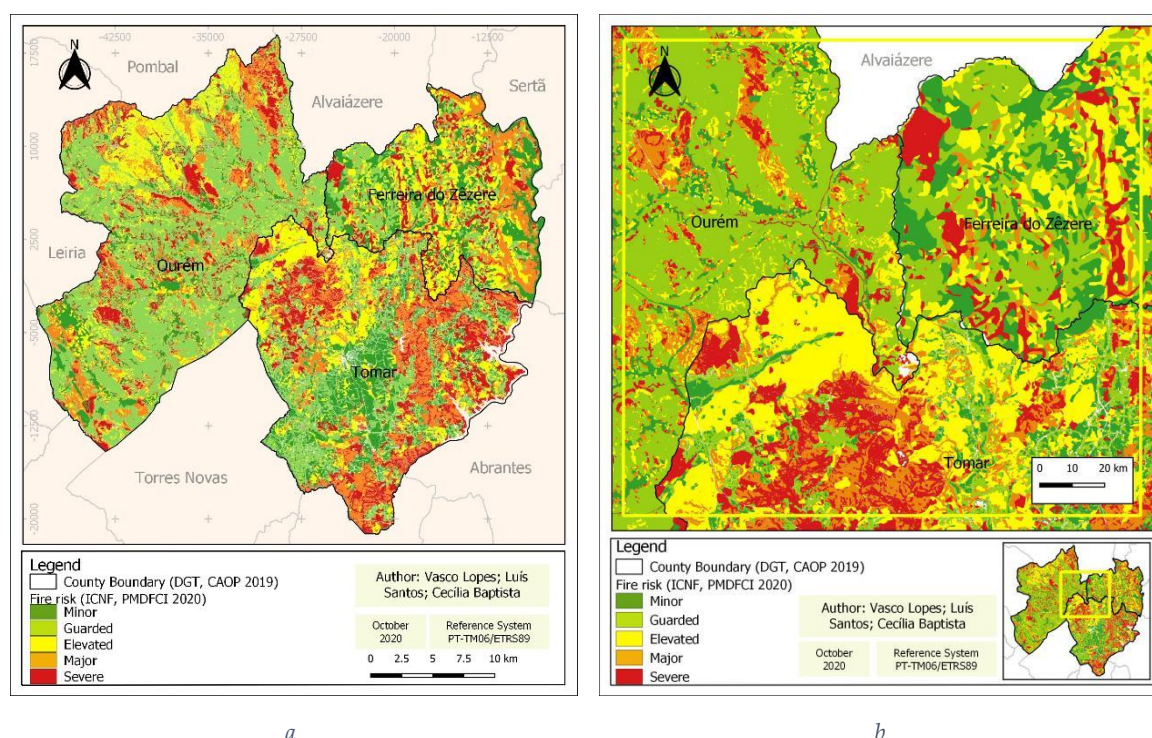 -42500 -35000 -27500 -20000 -12500
17500
N
Pombal
Sertã
Alvaiázere
10000
Ferreira do Zêzere
2500
Leiria
Ourém
-5000
Tomar
-12500
Torres Novas
Abrantes
-20000
Legend
County Boundary (DGT, CAOP 2019)
Fire risk (ICNF, PMDFCI 2020)
Minor
Guarded
Elevated
Major
Severe
Author: Vasco Lopes; Luís
Santos; Cecília Baptista
October
2020
Reference System
PT-TM06/ETRS89
0 2.5 5 7.5 10 km
a
N
Alvaiázere
Ourém
Ferreira do Zêzere
Tomar
0 10 20 km
Legend
County Boundary (DGT, CAOP 2019)
Fire risk (ICNF, PMDFCI 2020)
Minor
Guarded
Elevated
Major
Severe
Author: Vasco Lopes; Luís
Santos; Cecília Baptista
October
2020
Reference System
PT-TM06/ETRS89
b